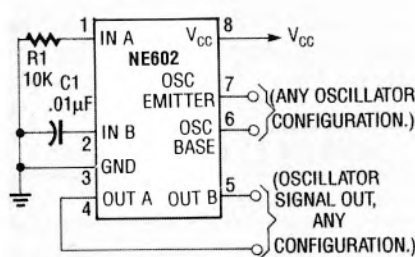 1
IN A
VCC
8
VCC
R1
10K
NE602
C1
.01µF
OSC
EMITTER
7
(ANY OSCILLATOR
CONFIGURATION.)
OSC
BASE
6
IN B
2
GND
3
OUT A
4
OUT B
5
(OSCILLATOR
SIGNAL OUT,
ANY
CONFIGURATION.)